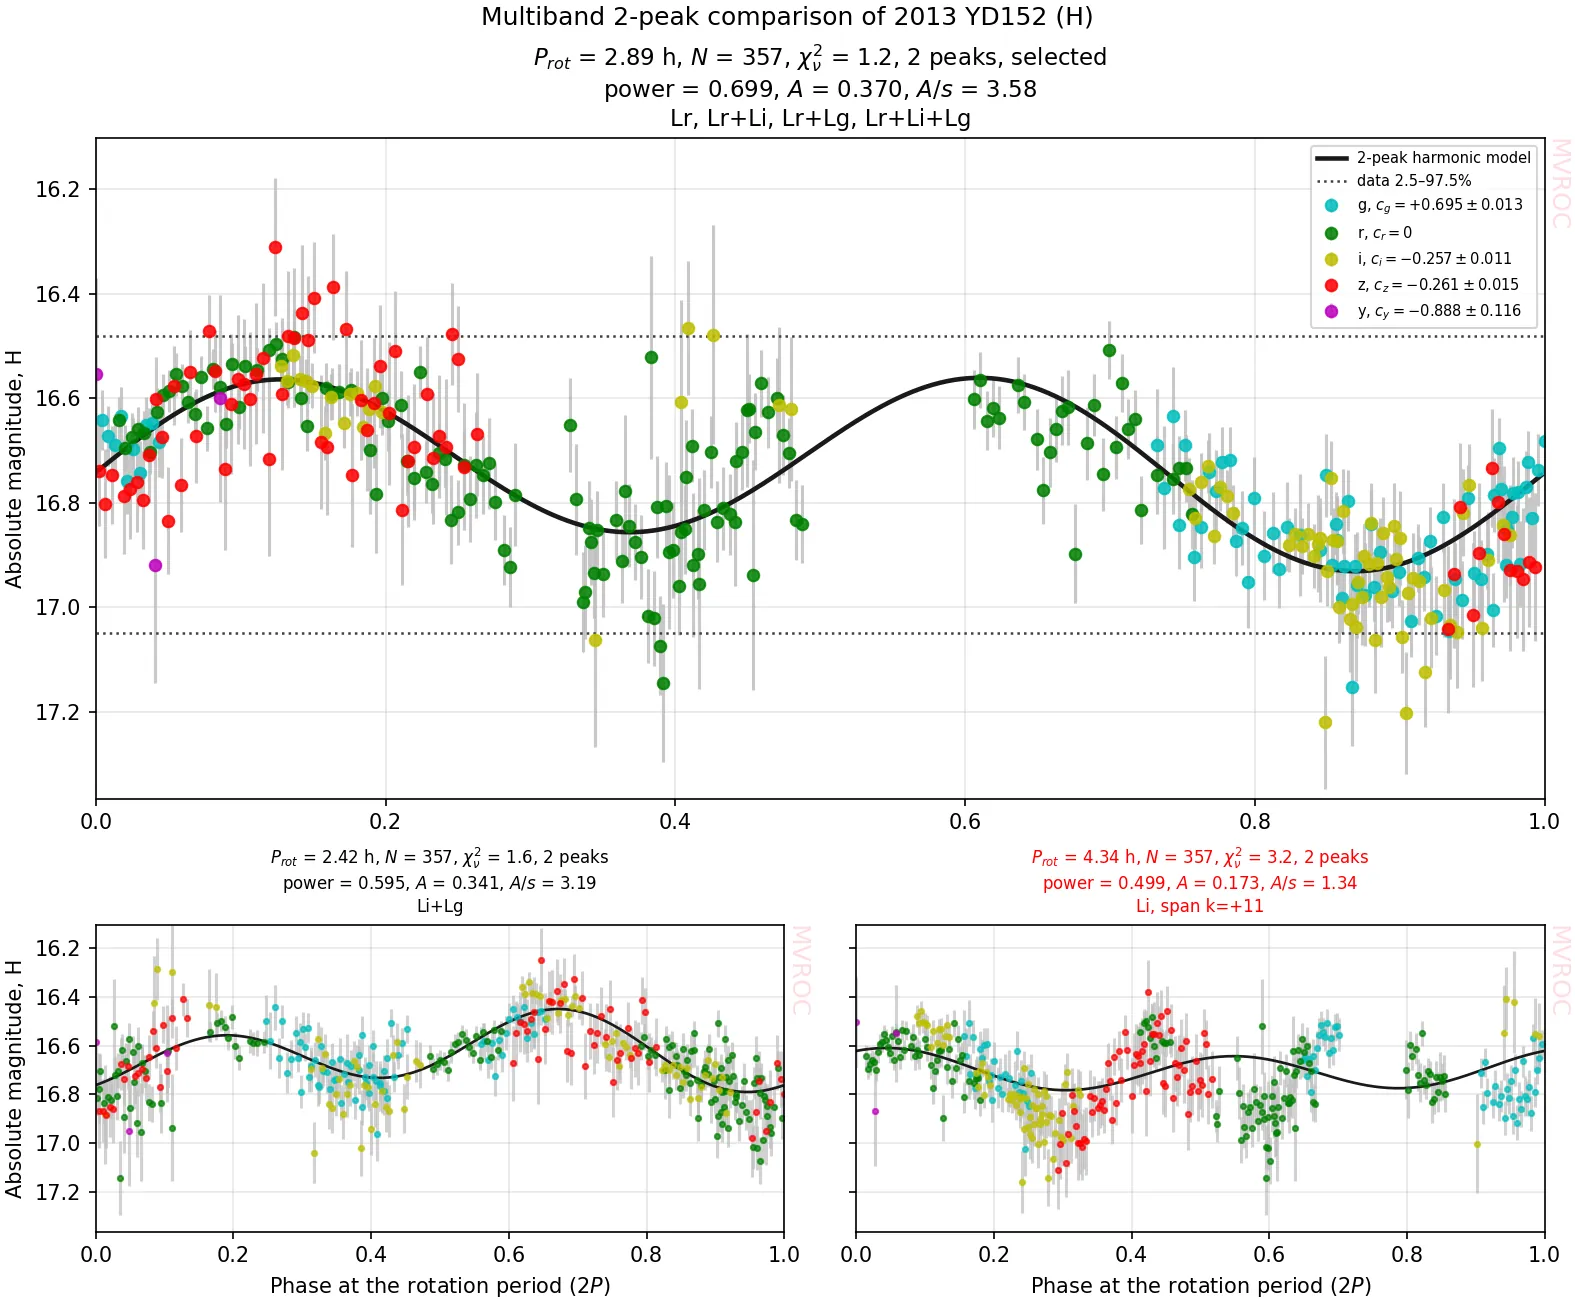 Multiband 2-peak comparison of 2013 YD152 (H)
P_rot = 2.89 h, N = 357, χ²_ν = 1.2, 2 peaks, selected
power = 0.699, A = 0.370, A/s = 3.58
Lr, Lr+Li, Lr+Lg, Lr+Li+Lg
2-peak harmonic model
data 2.5–97.5%
g, c_g = +0.695 ± 0.013
r, c_r = 0
i, c_i = −0.257 ± 0.011
z, c_z = −0.261 ± 0.015
y, c_y = −0.888 ± 0.116
MVROC
Absolute magnitude, H
16.2
16.4
16.6
16.8
17.0
17.2
0.0 0.2 0.4 0.6 0.8 1.0
P_rot = 2.42 h, N = 357, χ²_ν = 1.6, 2 peaks
power = 0.595, A = 0.341, A/s = 3.19
Li+Lg
MVROC
Absolute magnitude, H
16.2
16.4
16.6
16.8
17.0
17.2
0.0 0.2 0.4 0.6 0.8 1.0
Phase at the rotation period (2P)
P_rot = 4.34 h, N = 357, χ²_ν = 3.2, 2 peaks
power = 0.499, A = 0.173, A/s = 1.34
Li, span k=+11
MVROC
0.0 0.2 0.4 0.6 0.8 1.0
Phase at the rotation period (2P)